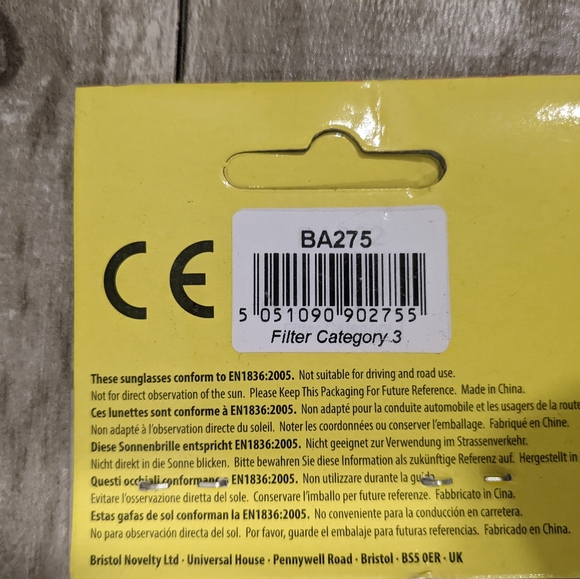 CE
BA275
5 051090 902755
Filter Category 3
These sunglasses conform to EN1836:2005. Not suitable for driving and road use.
Not for direct observation of the sun. Please Keep This Packaging For Future Reference. Made in China.
Ces lunettes sont conforme à EN1836:2005. Non adapté pour la conduite automobile et les usagers de la route
Non adapté à l'observation directe du soleil. Noter les coordonnées ou conserver l'emballage. Fabriqué en Chine.
Diese Sonnenbrille entspricht EN1836:2005. Nicht geeignet zur Verwendung im Strassenverkehr.
Nicht direkt in die Sonne blicken. Bitte bewahren Sie diese Information als zukünftige Referenz auf. Hergestellt in
Questi occhiali conformano EN1836:2005. Non utilizzare durante la guida.
Evitare l'osservazione diretta del sole. Conservare l'imballo per future referenze. Fabbricato in Cina.
Estas gafas de sol conforman la EN1836:2005. No conveniente para la conducción en carretera.
No para observación directa del sol. Por favor, guarde el embalaje para futuras referencias. Fabricado en China.
Bristol Novelty Ltd · Universal House · Pennywell Road · Bristol · BS5 0ER · UK